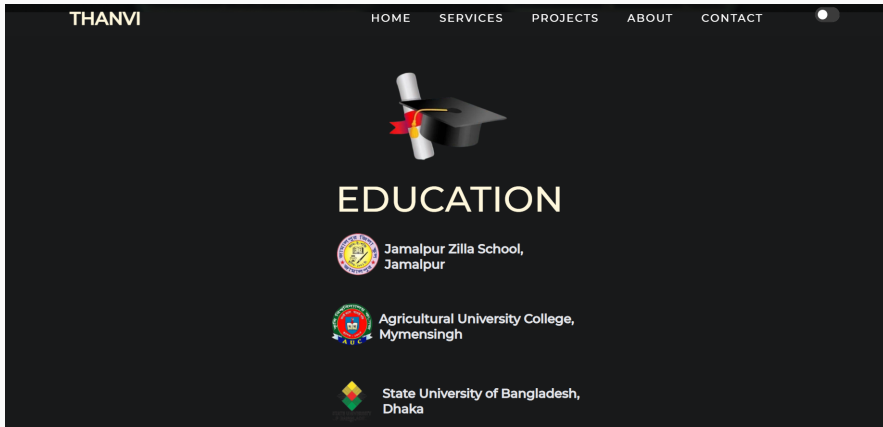 THANVI
HOME SERVICES PROJECTS ABOUT CONTACT
EDUCATION
Jamalpur Zilla School,
Jamalpur
Agricultural University College,
Mymensingh
A U C
State University of Bangladesh,
Dhaka